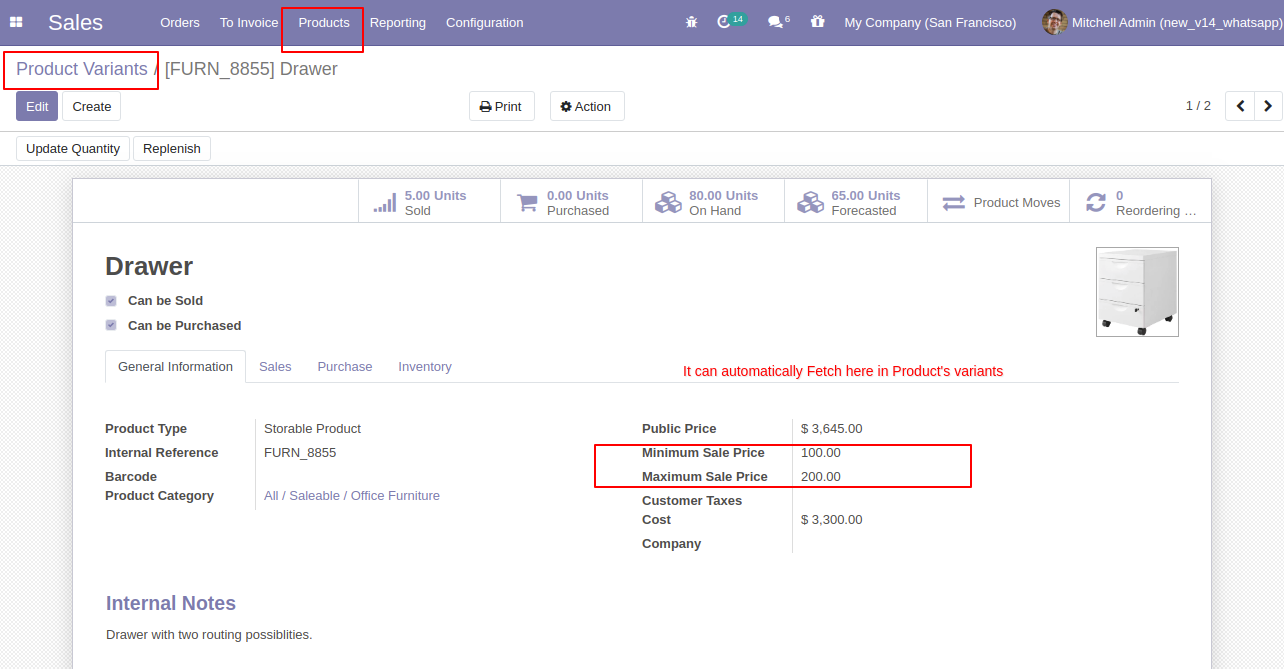 Sales Orders To Invoice Products Reporting Configuration 14 6 My Company (San Francisco) Mitchell Admin (new_v14_whatsapp)
Product Variants / [FURN_8855] Drawer
Edit Create Print Action 1 / 2
Update Quantity Replenish
5.00 Units 0.00 Units 80.00 Units 65.00 Units Product Moves 0
Sold Purchased On Hand Forecasted Reordering ...
Drawer
Can be Sold
Can be Purchased
General Information Sales Purchase Inventory It can automatically Fetch here in Product's variants
Product Type Storable Product Public Price $ 3,645.00
Internal Reference FURN_8855 Minimum Sale Price 100.00
Barcode Maximum Sale Price 200.00
Product Category All / Saleable / Office Furniture Customer Taxes
Cost $ 3,300.00
Company
Internal Notes
Drawer with two routing possiblities.